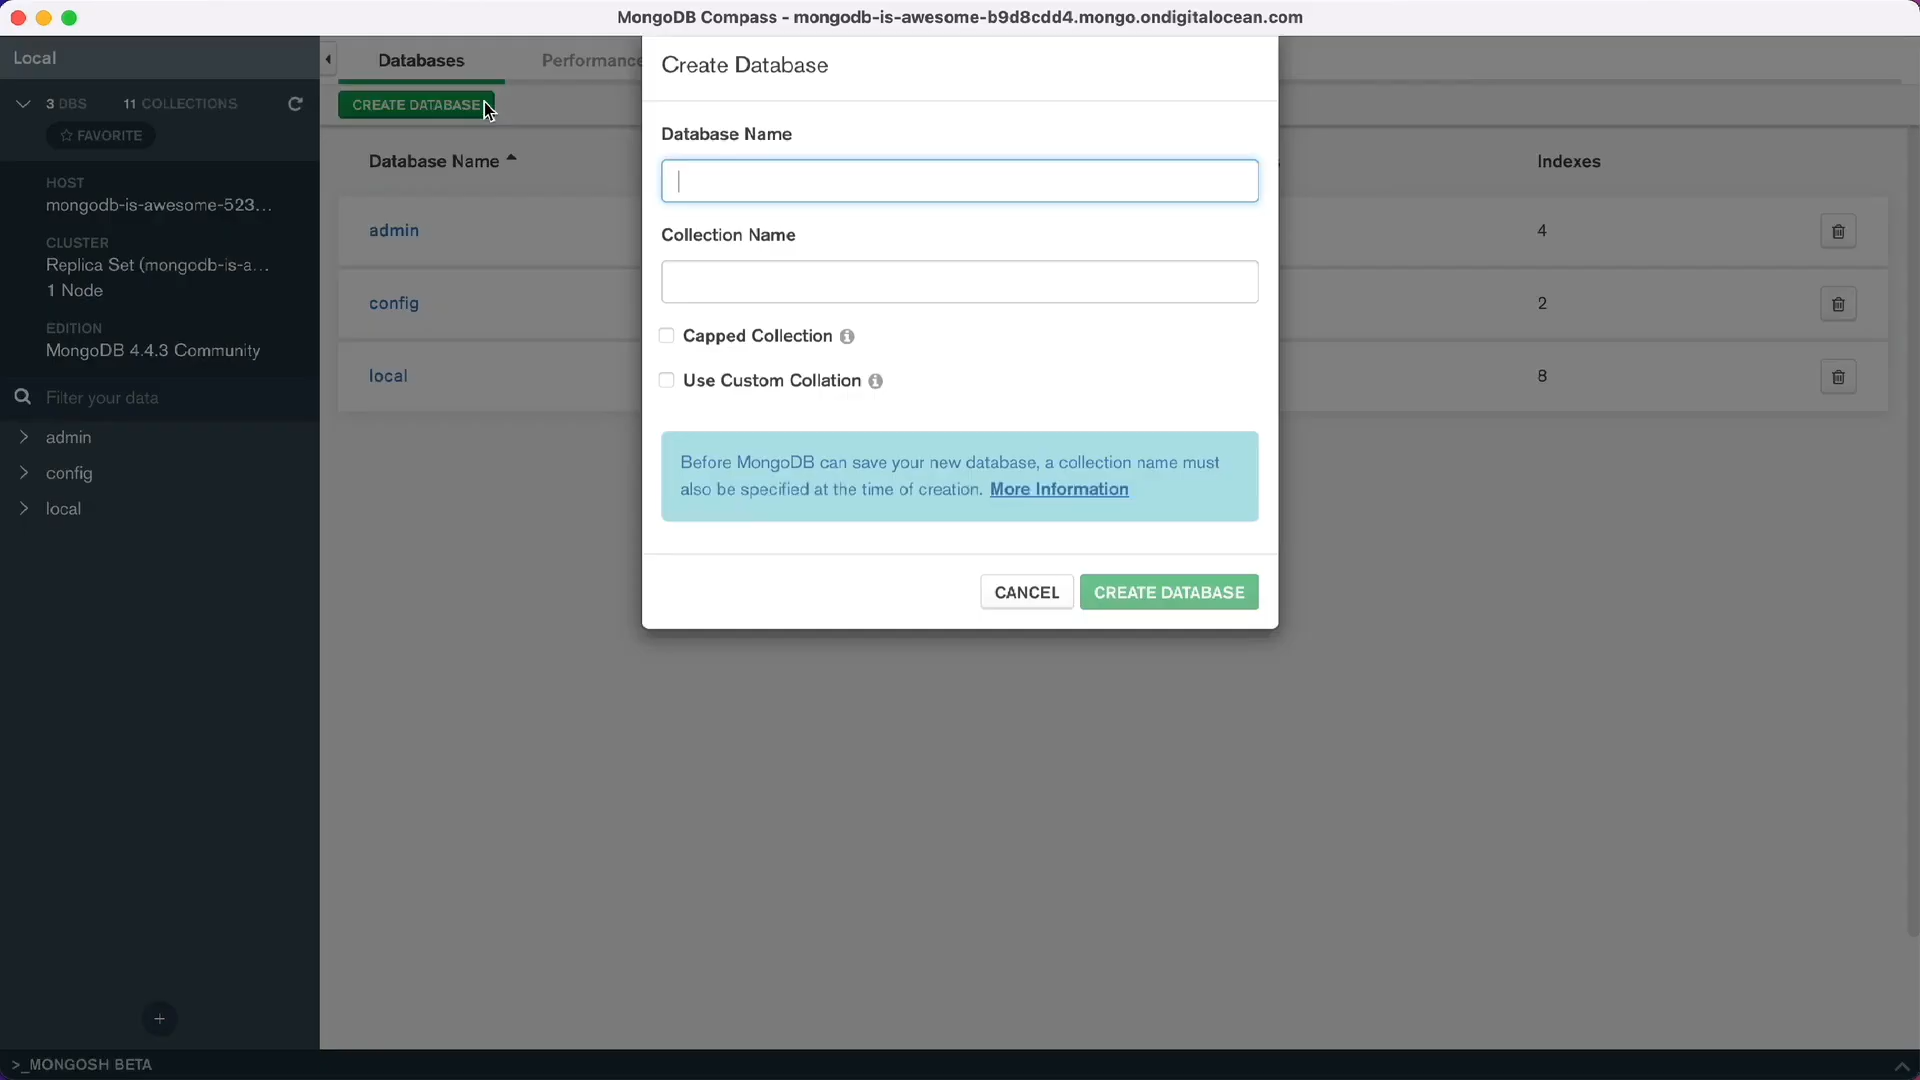 MongoDB Compass - mongodb-is-awesome-b9d8cdd4.mongo.ondigitalocean.com
Local
3 DBS 11 COLLECTIONS
FAVORITE
HOST
mongodb-is-awesome-523...
CLUSTER
Replica Set (mongodb-is-a...
1 Node
EDITION
MongoDB 4.4.3 Community
Filter your data
admin
config
local
>_MONGOSH BETA
Databases Performance
CREATE DATABASE
Database Name Indexes
admin 4
config 2
local 8
Create Database
Database Name
Collection Name
Capped Collection
Use Custom Collation
Before MongoDB can save your new database, a collection name must
also be specified at the time of creation. More Information
CANCEL CREATE DATABASE